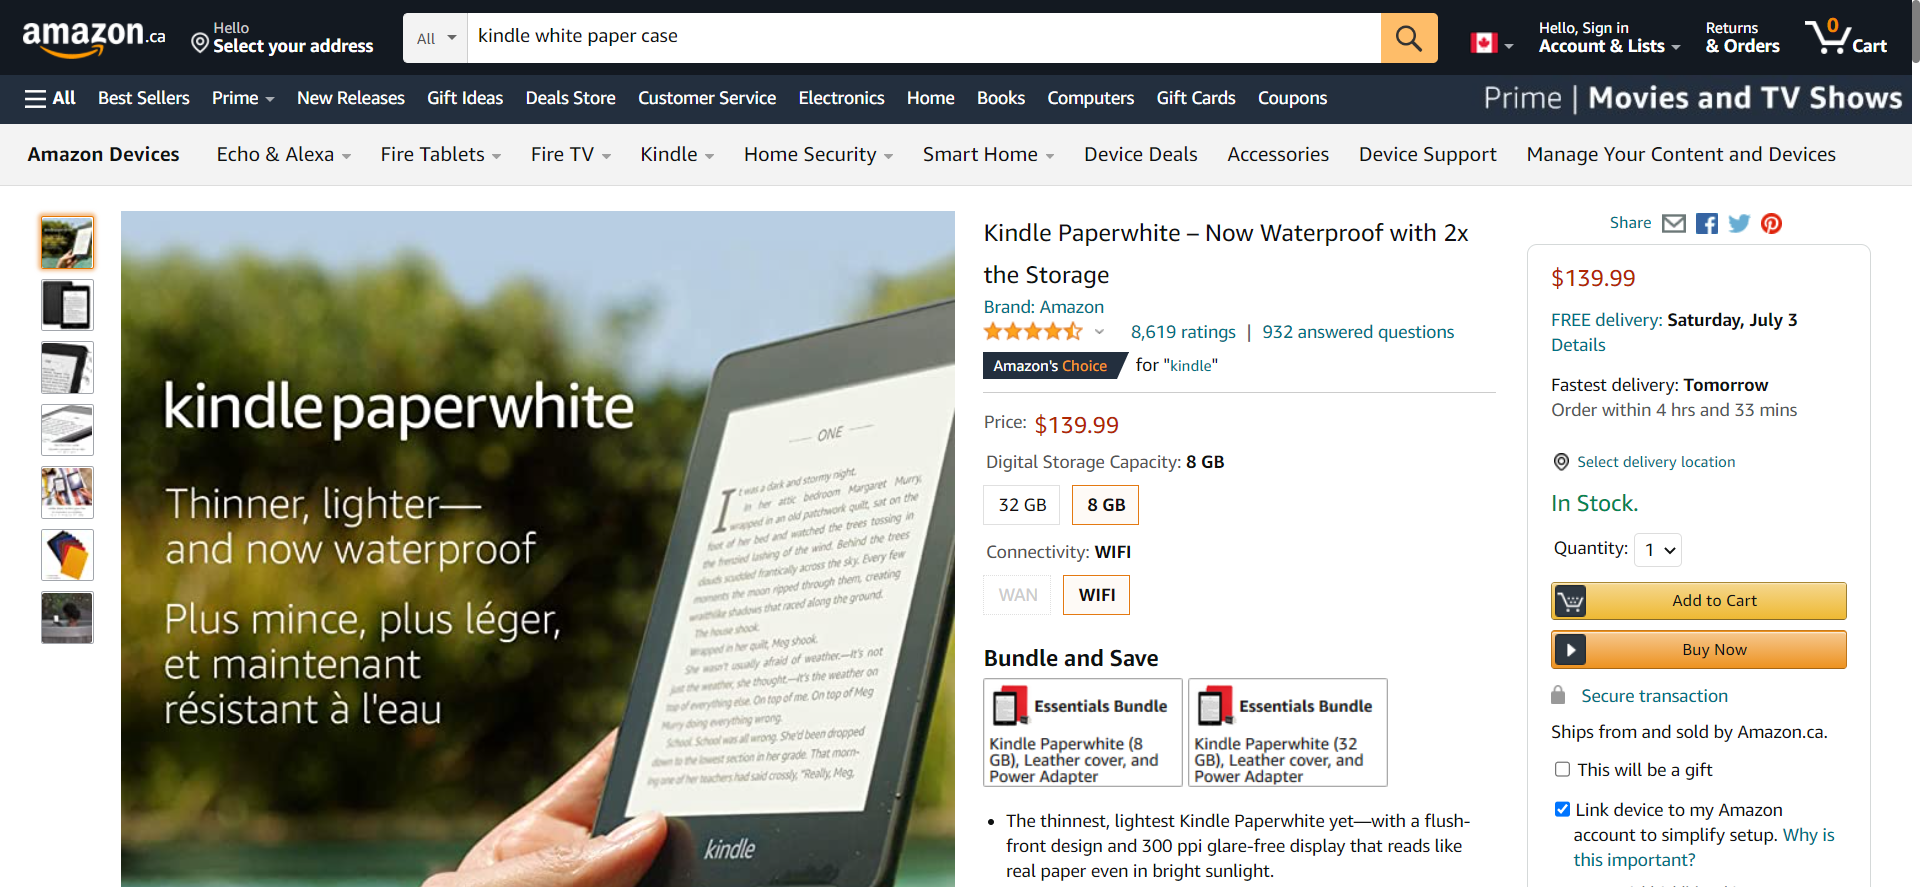 amazon.ca
Hello
Select your address
All
kindle white paper case
Hello, Sign in
Account & Lists
Returns
& Orders
0
Cart
All
Best Sellers
Prime
New Releases
Gift Ideas
Deals Store
Customer Service
Electronics
Home
Books
Computers
Gift Cards
Coupons
Prime | Movies and TV Shows
Amazon Devices
Echo & Alexa
Fire Tablets
Fire TV
Kindle
Home Security
Smart Home
Device Deals
Accessories
Device Support
Manage Your Content and Devices
kindle paperwhite
Thinner, lighter—
and now waterproof
Plus mince, plus léger,
et maintenant
résistant à l'eau
ONE
It was a dark and stormy night.
In her attic bedroom Margaret Murry,
wrapped in an old patchwork quilt, sat on the
foot of her bed and watched the trees tossing in
the frenzied lashing of the wind. Behind the trees
clouds scudded frantically across the sky. Every few
moments the moon ripped through them, creating
wraithlike shadows that raced along the ground.
The house shook.
Wrapped in her quilt, Meg shook.
She wasn't usually afraid of weather.—It's not
just the weather, she thought.—It's the weather on
top of everything else. On top of me. On top of Meg
Murry doing everything wrong.
School. School was all wrong. She'd been dropped
down to the lowest section in her grade. That morn-
ing one of her teachers had said crossly, "Really, Meg,
kindle
Kindle Paperwhite – Now Waterproof with 2x
the Storage
Brand: Amazon
8,619 ratings | 932 answered questions
Amazon's Choice for "kindle"
Price: $139.99
Digital Storage Capacity: 8 GB
32 GB
8 GB
Connectivity: WIFI
WAN
WIFI
Bundle and Save
Essentials Bundle
Kindle Paperwhite (8
GB), Leather cover, and
Power Adapter
Essentials Bundle
Kindle Paperwhite (32
GB), Leather cover, and
Power Adapter
• The thinnest, lightest Kindle Paperwhite yet—with a flush-
front design and 300 ppi glare-free display that reads like
real paper even in bright sunlight.
Share
$139.99
FREE delivery: Saturday, July 3
Details
Fastest delivery: Tomorrow
Order within 4 hrs and 33 mins
Select delivery location
In Stock.
Quantity: 1
Add to Cart
Buy Now
Secure transaction
Ships from and sold by Amazon.ca.
This will be a gift
Link device to my Amazon
account to simplify setup. Why is
this important?